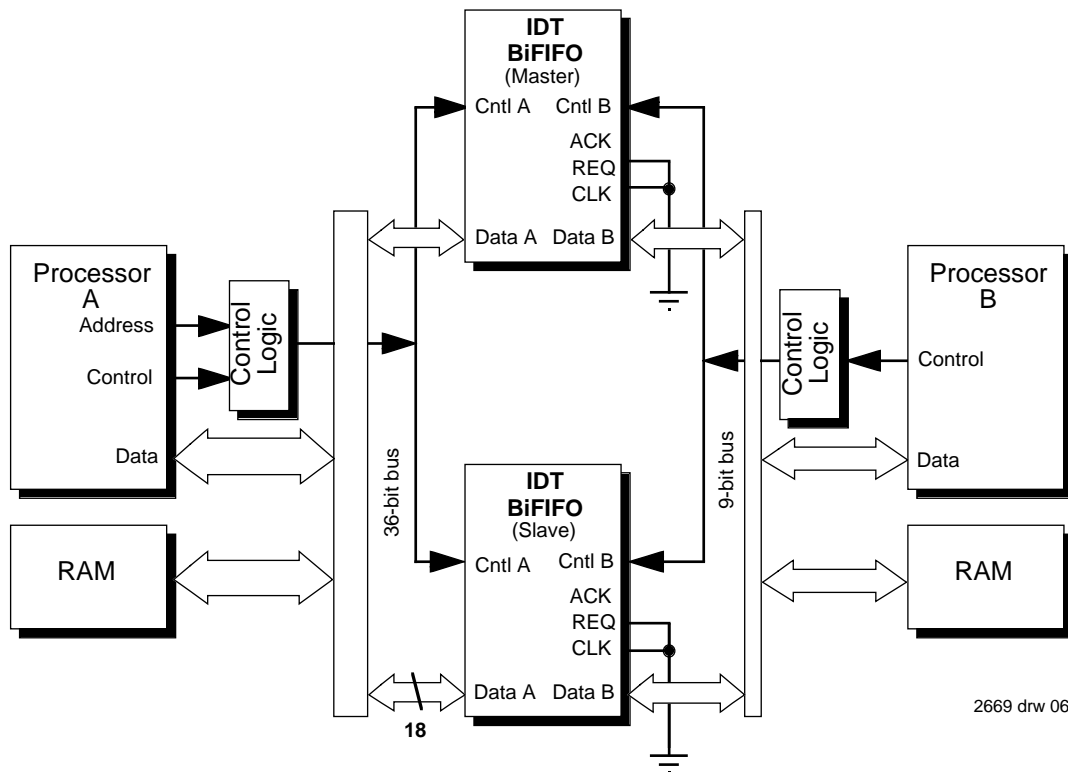 IDT
BiFIFO
(Master)
Cntl A
Cntl B
ACK
REQ
CLK
Data A
Data B
Processor
A
Address
Control
Data
Control
Logic
RAM
36-bit bus
9-bit bus
Control
Logic
Processor
B
Control
Data
RAM
IDT
BiFIFO
(Slave)
Cntl A
Cntl B
ACK
REQ
CLK
Data A
Data B
18
2669 drw 06